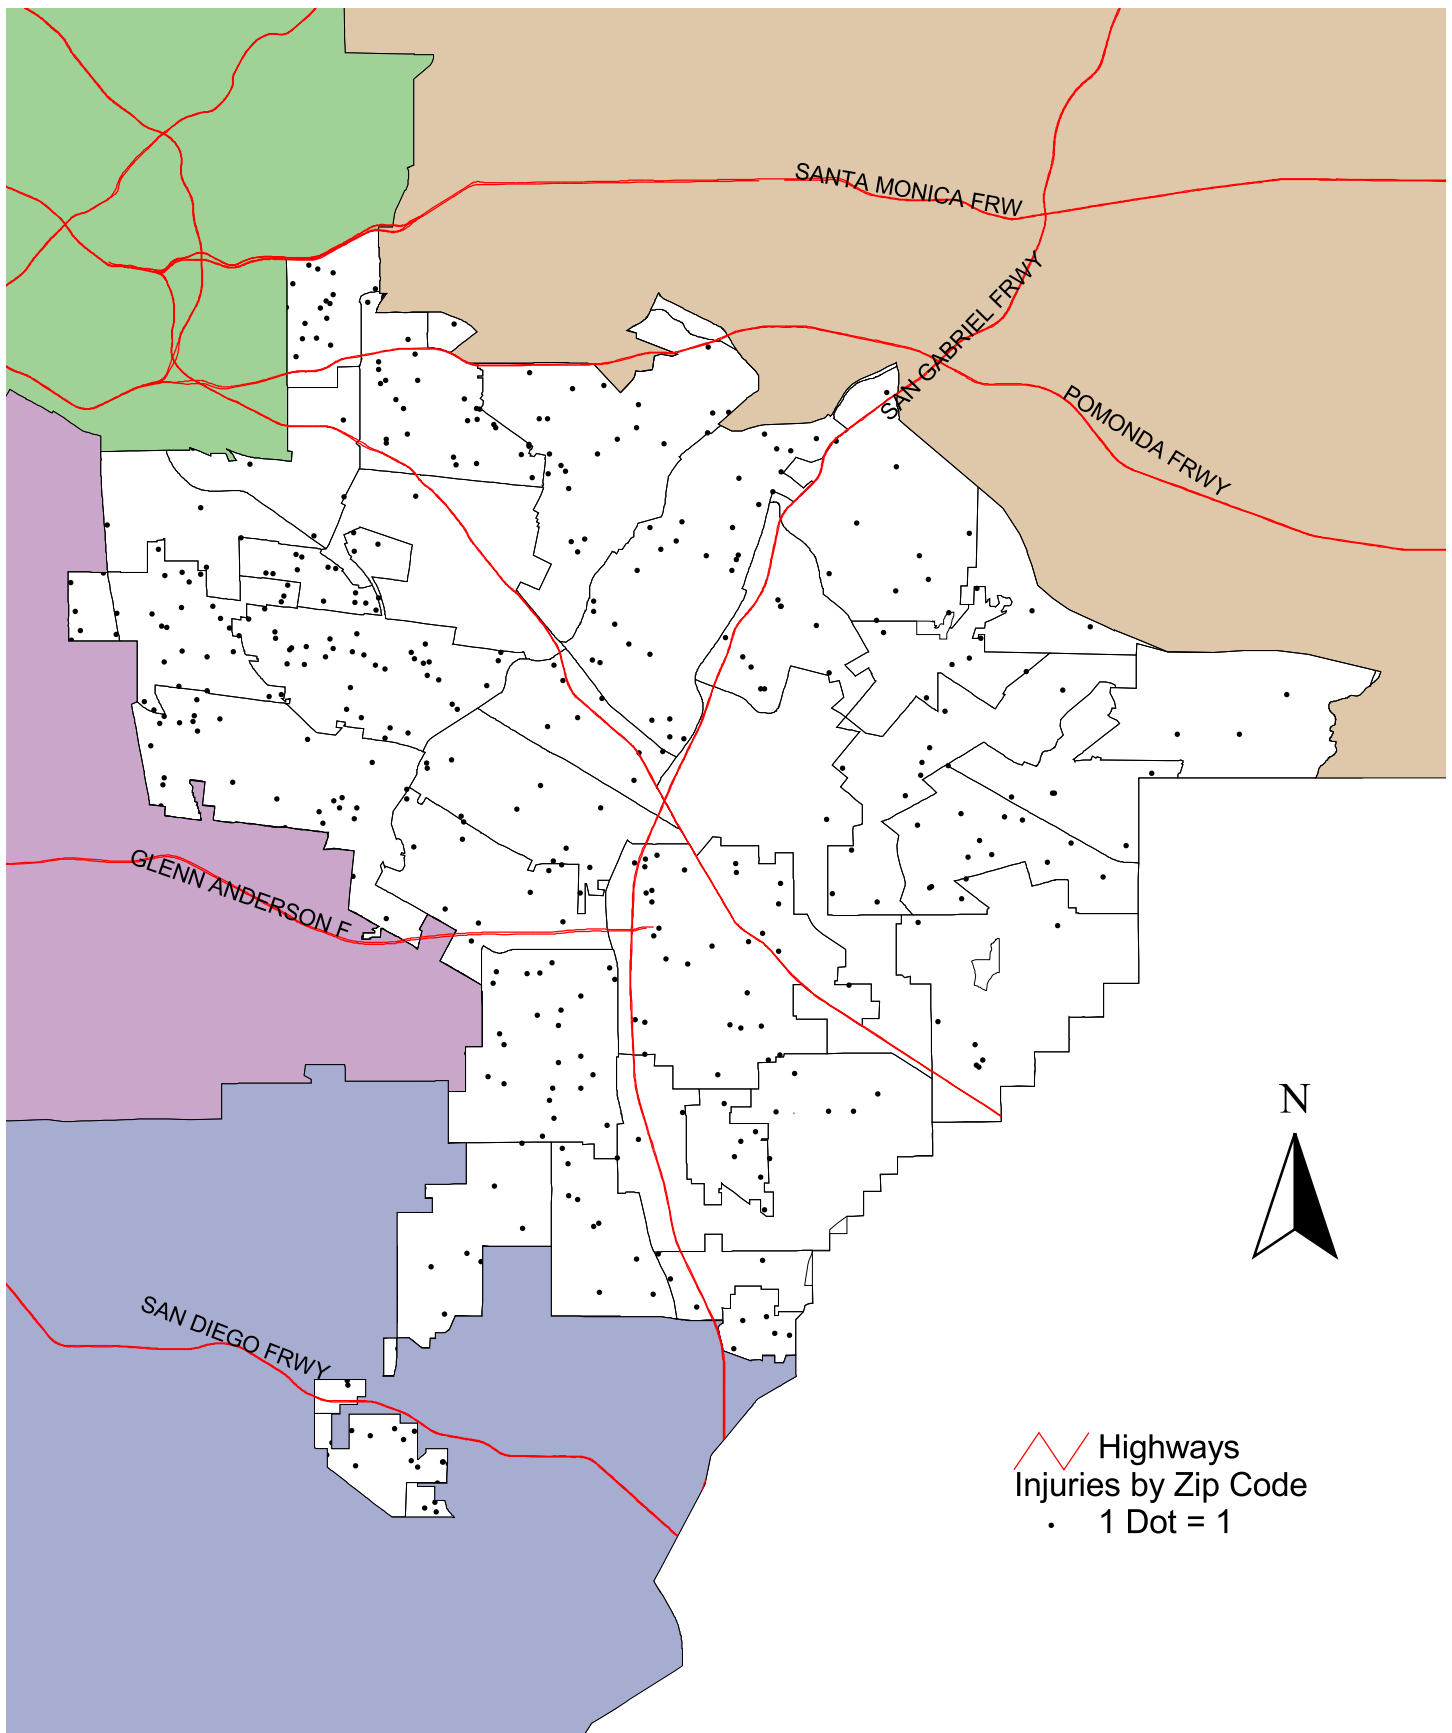 SANTA MONICA FRW
SAN GABRIEL FRWY
POMONDA FRWY
GLENN ANDERSON F
N
SAN DIEGO FRWY
Highways
Injuries by Zip Code
1 Dot = 1